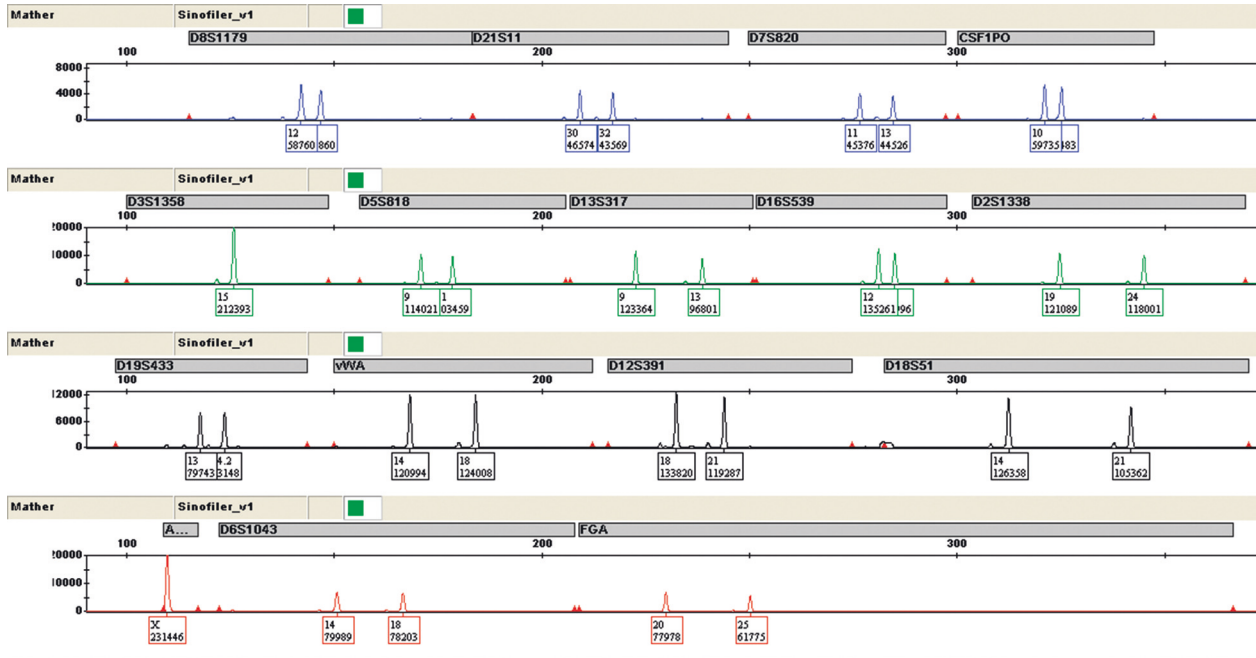 Mather Sinofiler_v1
D8S1179 D21S11 D7S820 CSF1PO
100 200 300
8000
4000
0
12 30 32 11 13 10
58760 860 46574 43569 45376 44526 59735 483
Mather Sinofiler_v1
D3S1358 D5S818 D13S317 D16S539 D2S1338
100 200 300
20000
10000
0
15 9 1 9 13 12 19 24
212393 114021 03459 123364 96801 135261 96 121089 118001
Mather Sinofiler_v1
D19S433 vWA D12S391 D18S51
100 200 300
12000
6000
0
13 4.2 14 18 18 21 14 21
79743 3148 120994 124008 133820 119287 126358 105362
Mather Sinofiler_v1
A... D6S1043 FGA
100 200 300
20000
10000
0
X 14 18 20 25
231446 79989 78203 77978 61775